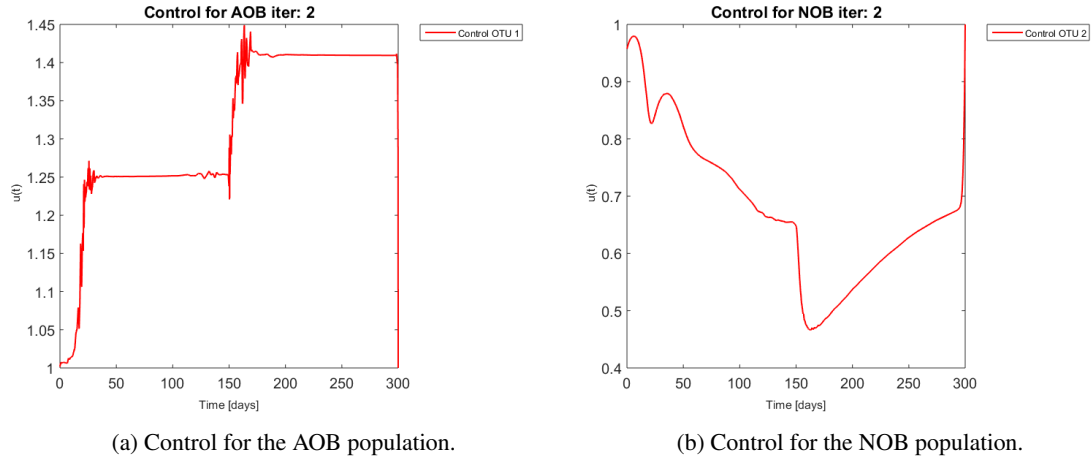 Control for AOB iter: 2
Control OTU 1
1.45
1.4
1.35
1.3
1.25
1.2
1.15
1.1
1.05
1
u(t)
0 50 100 150 200 250 300
Time [days]
(a) Control for the AOB population.
Control for NOB iter: 2
Control OTU 2
1
0.9
0.8
0.7
0.6
0.5
0.4
u(t)
0 50 100 150 200 250 300
Time [days]
(b) Control for the NOB population.